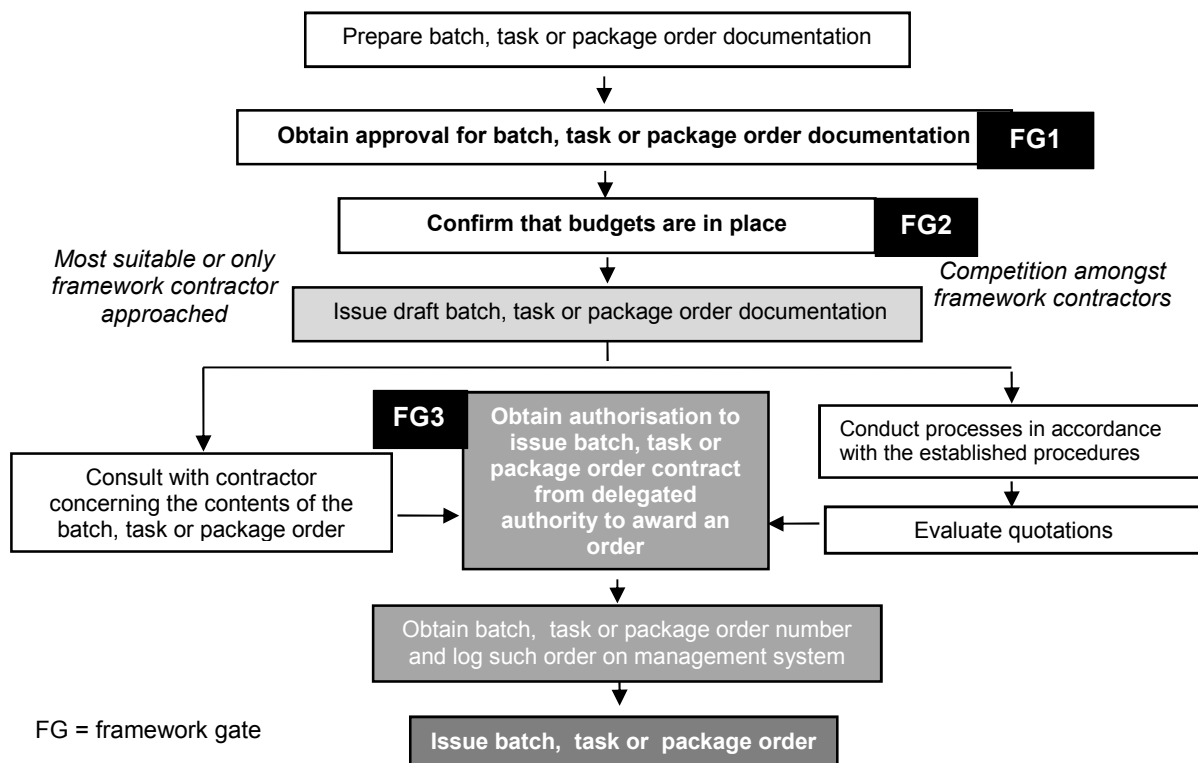 Prepare batch, task or package order documentation
Obtain approval for batch, task or package order documentation
FG1
Confirm that budgets are in place
FG2
Most suitable or only
framework contractor
approached
Competition amongst
framework contractors
Issue draft batch, task or package order documentation
FG3
Obtain authorisation to
issue batch, task or
package order contract
from delegated
authority to award an
order
Conduct processes in accordance
with the established procedures
Consult with contractor
concerning the contents of the
batch, task or package order
Evaluate quotations
Obtain batch, task or package order number
and log such order on management system
FG = framework gate
Issue batch, task or package order